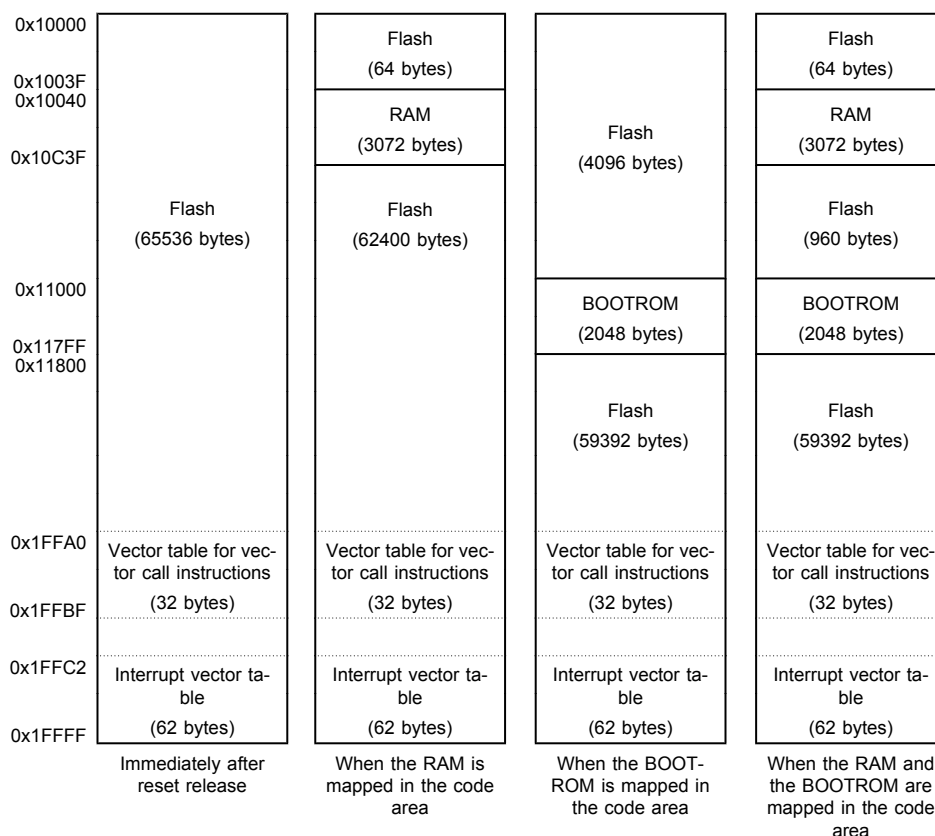 0x10000
0x1003F
0x10040
0x10C3F
0x11000
0x117FF
0x11800
0x1FFA0
0x1FFBF
0x1FFC2
0x1FFFF
Flash
(65536 bytes)
Vector table for vec-
tor call instructions
(32 bytes)
Interrupt vector ta-
ble
(62 bytes)
Immediately after
reset release
Flash
(64 bytes)
RAM
(3072 bytes)
Flash
(62400 bytes)
Vector table for vec-
tor call instructions
(32 bytes)
Interrupt vector ta-
ble
(62 bytes)
When the RAM is
mapped in the code
area
Flash
(4096 bytes)
BOOTROM
(2048 bytes)
Flash
(59392 bytes)
Vector table for vec-
tor call instructions
(32 bytes)
Interrupt vector ta-
ble
(62 bytes)
When the BOOT-
ROM is mapped in
the code area
Flash
(64 bytes)
RAM
(3072 bytes)
Flash
(960 bytes)
BOOTROM
(2048 bytes)
Flash
(59392 bytes)
Vector table for vec-
tor call instructions
(32 bytes)
Interrupt vector ta-
ble
(62 bytes)
When the RAM and
the BOOTROM are
mapped in the code
area